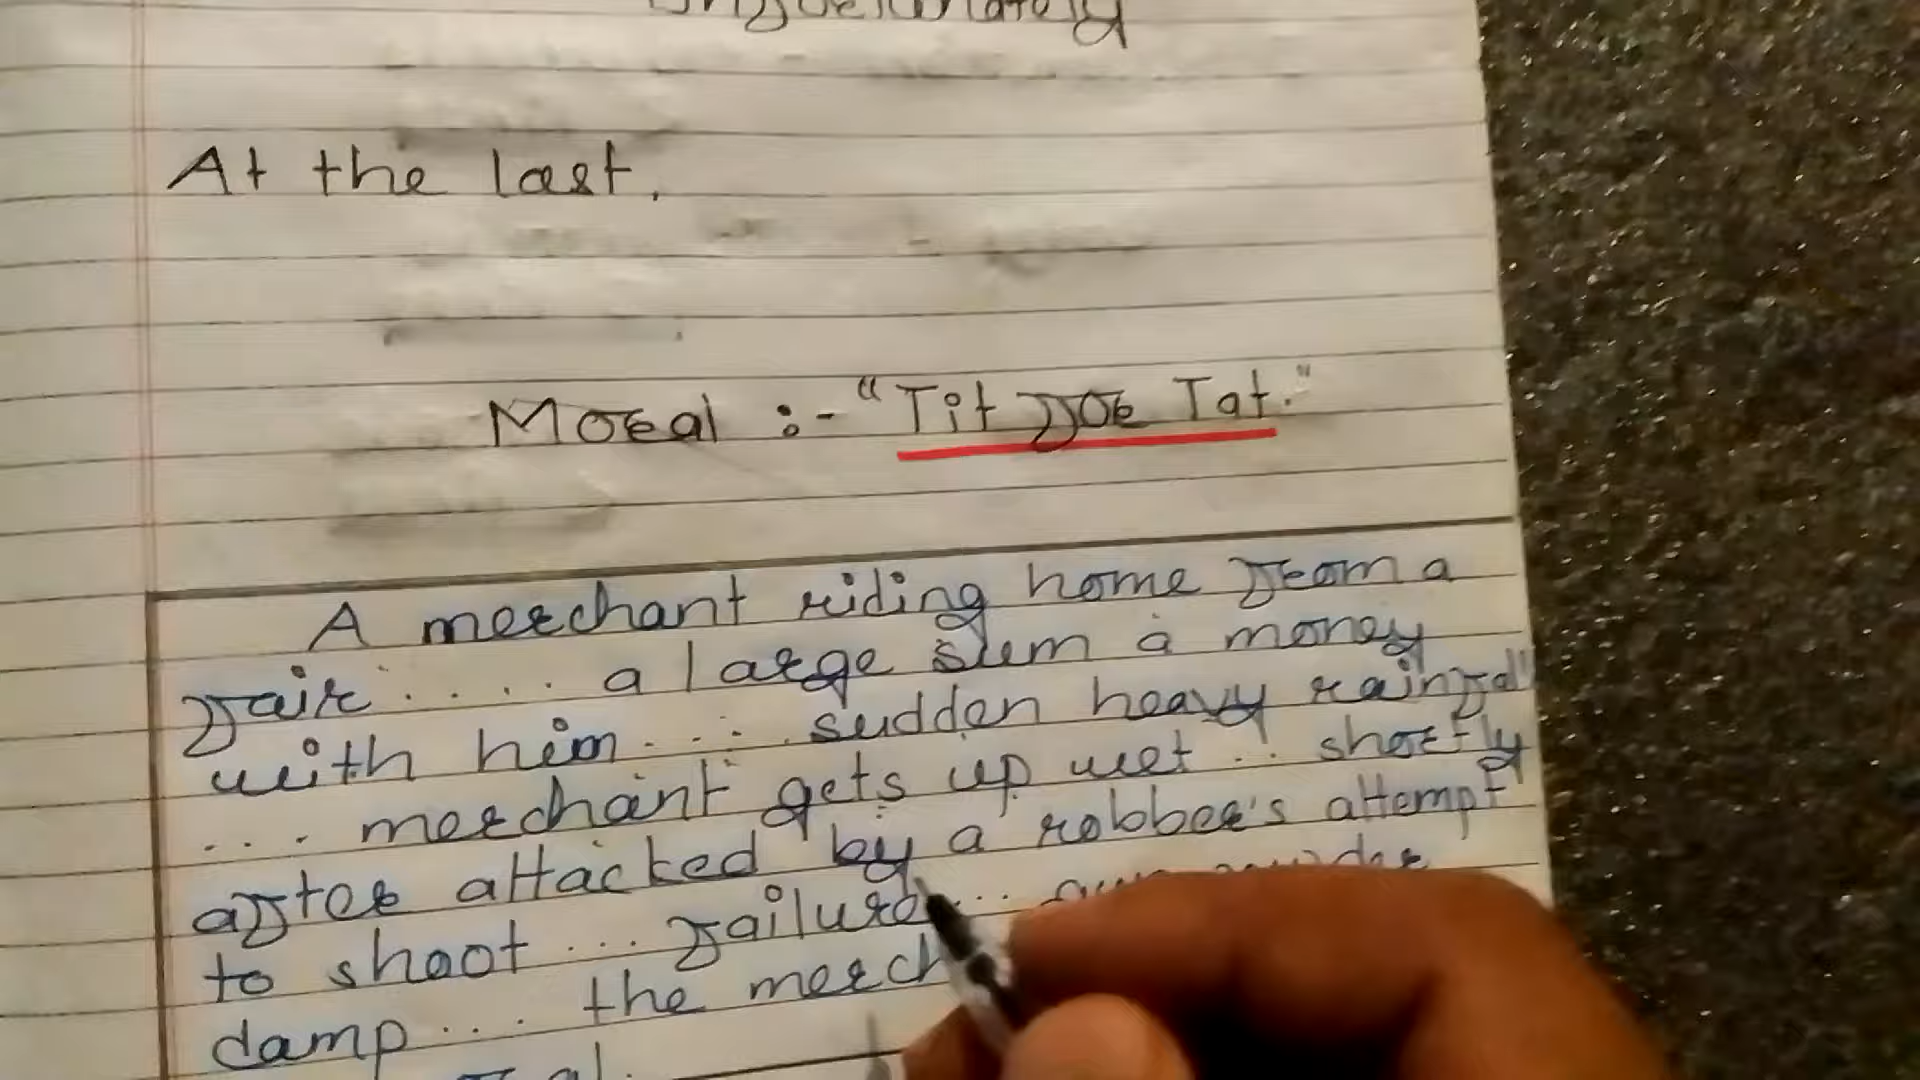 At the last,
Moral :- "Tit for Tat."
A merchant riding home from a
fair .... a large sum a money
with him .... sudden heavy rainfall
... merchant gets up wet .. shortly
after attacked by a robber's attempt
to shoot ... failure ...
damp ... the merch